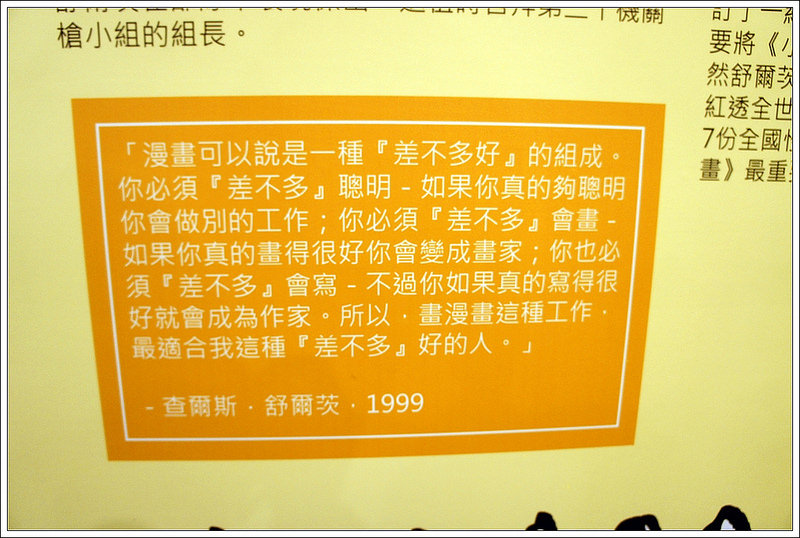 槍小組的組長。
「漫畫可以說是一種『差不多好』的組成。
你必須『差不多』聰明－如果你真的夠聰明
你會做別的工作；你必須『差不多』會畫－
如果你真的畫得很好你會變成畫家；你也必
須『差不多』會寫－不過你如果真的寫得很
好就會成為作家。所以．畫漫畫這種工作．
最適合我這種『差不多』好的人。」
－查爾斯．舒爾茨．1999
要將《小
然舒爾茨
紅透全世
7份全國性
畫》最重要